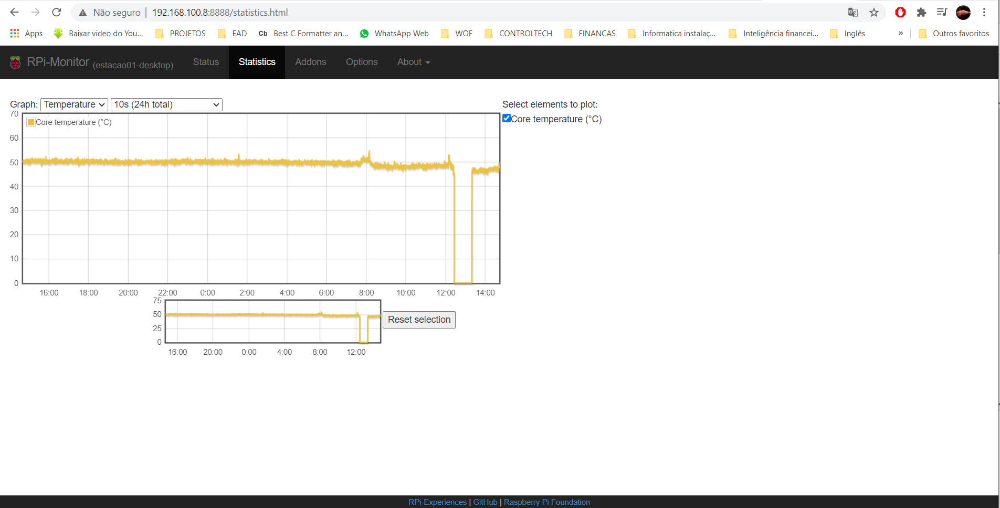 Não seguro | 192.168.100.8:8888/statistics.html
Apps Baixar video do You... PROJETOS EAD Cb Best C Formatter an... WhatsApp Web WOF CONTROLTECH FINANCAS Informatica instalaç... Inteligência financei... Inglês » Outros favoritos
RPi-Monitor (estacao01-desktop) Status Statistics Addons Options About
Graph: Temperature 10s (24h total)
Select elements to plot:
Core temperature (°C)
70
Core temperature (°C)
60
50
40
30
20
10
0
16:00 18:00 20:00 22:00 0:00 2:00 4:00 6:00 8:00 10:00 12:00 14:00
75
50
25
0
Reset selection
16:00 20:00 0:00 4:00 8:00 12:00
RPi-Experiences | GitHub | Raspberry Pi Foundation